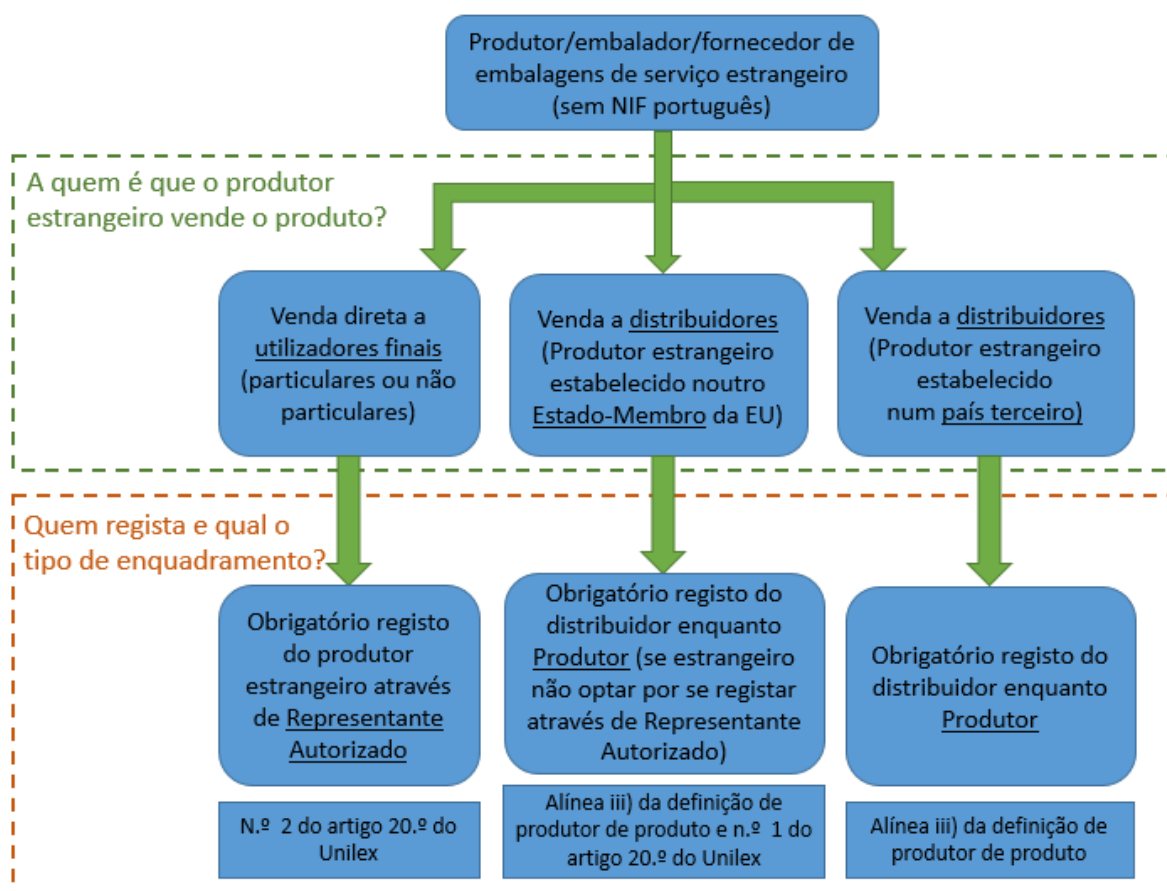 Produtor/embalador/fornecedor de
embalagens de serviço estrangeiro
(sem NIF português)
A quem é que o produtor
estrangeiro vende o produto?
Venda direta a
utilizadores finais
(particulares ou não
particulares)
Venda a distribuidores
(Produtor estrangeiro
estabelecido noutro
Estado-Membro da EU)
Venda a distribuidores
(Produtor estrangeiro
estabelecido
num país terceiro)
Quem regista e qual o
tipo de enquadramento?
Obrigatório registo
do produtor
estrangeiro através
de Representante
Autorizado
Obrigatório registo do
distribuidor enquanto
Produtor (se estrangeiro
não optar por se registar
através de Representante
Autorizado)
Obrigatório registo do
distribuidor enquanto
Produtor
N.º 2 do artigo 20.º do
Unilex
Alínea iii) da definição de
produtor de produto e n.º 1 do
artigo 20.º do Unilex
Alínea iii) da definição de
produtor de produto